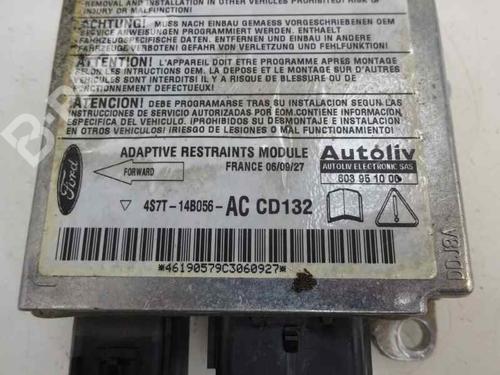 REMOVAL AND INSTALLATION IN OTHER VEHICLES PROHIBITED! RISK OF
INJURY OR MALFUNCTION!
ACHTUNG! MUSS NACH EINBAU GEMAESS VORGESCHRIEBENEN OEM
SERVICE ANWEISUNGEN PROGRAMMIERT WERDEN. ENTHAELT
FAHRZEUGSPEZIFISCHE DATEN. ENTFERNEN UND EINBAU IN ANDERE
FAHRZEUGE VERBOTEN! GEFAHR VON VERLETZUNG UND FEHLFUNKTION!
ATTENTION! L'APPAREIL DOIT ETRE PROGRAMME APRES MONTAGE
SELON LES INSTRUCTIONS OEM. LA DEPOSE ET LE MONTAGE SUR D'AUTRES
VEHICULES SONT INTERDITS! IL Y A RISQUE DE BLESSURE OU DE
FONCTIONNEMENT DEFECTUEUX!
ATENCION! DEBE PROGRAMARSE TRAS SU INSTALACION SEGUN LAS
INSTRUCCIONES DE SERVICIO AUTORIZADAS POR EOM.CONTIENE INFORMACION
ESPECIFICA DEL VEHICULO. PROHIBIDO SU DESMONTAJE E INSTALACION
EN OTROS VEHICULOS! ¡RIESGO DE LESIONES O MAL FUNCIONAMIENTO!
Ford
FORWARD
ADAPTIVE RESTRAINTS MODULE
FRANCE 06/09/27
Autoliv
AUTOLIV ELECTRONIC SAS
603 95 10 00
4S7T-14B056-AC CD132
*46190579C3060927*